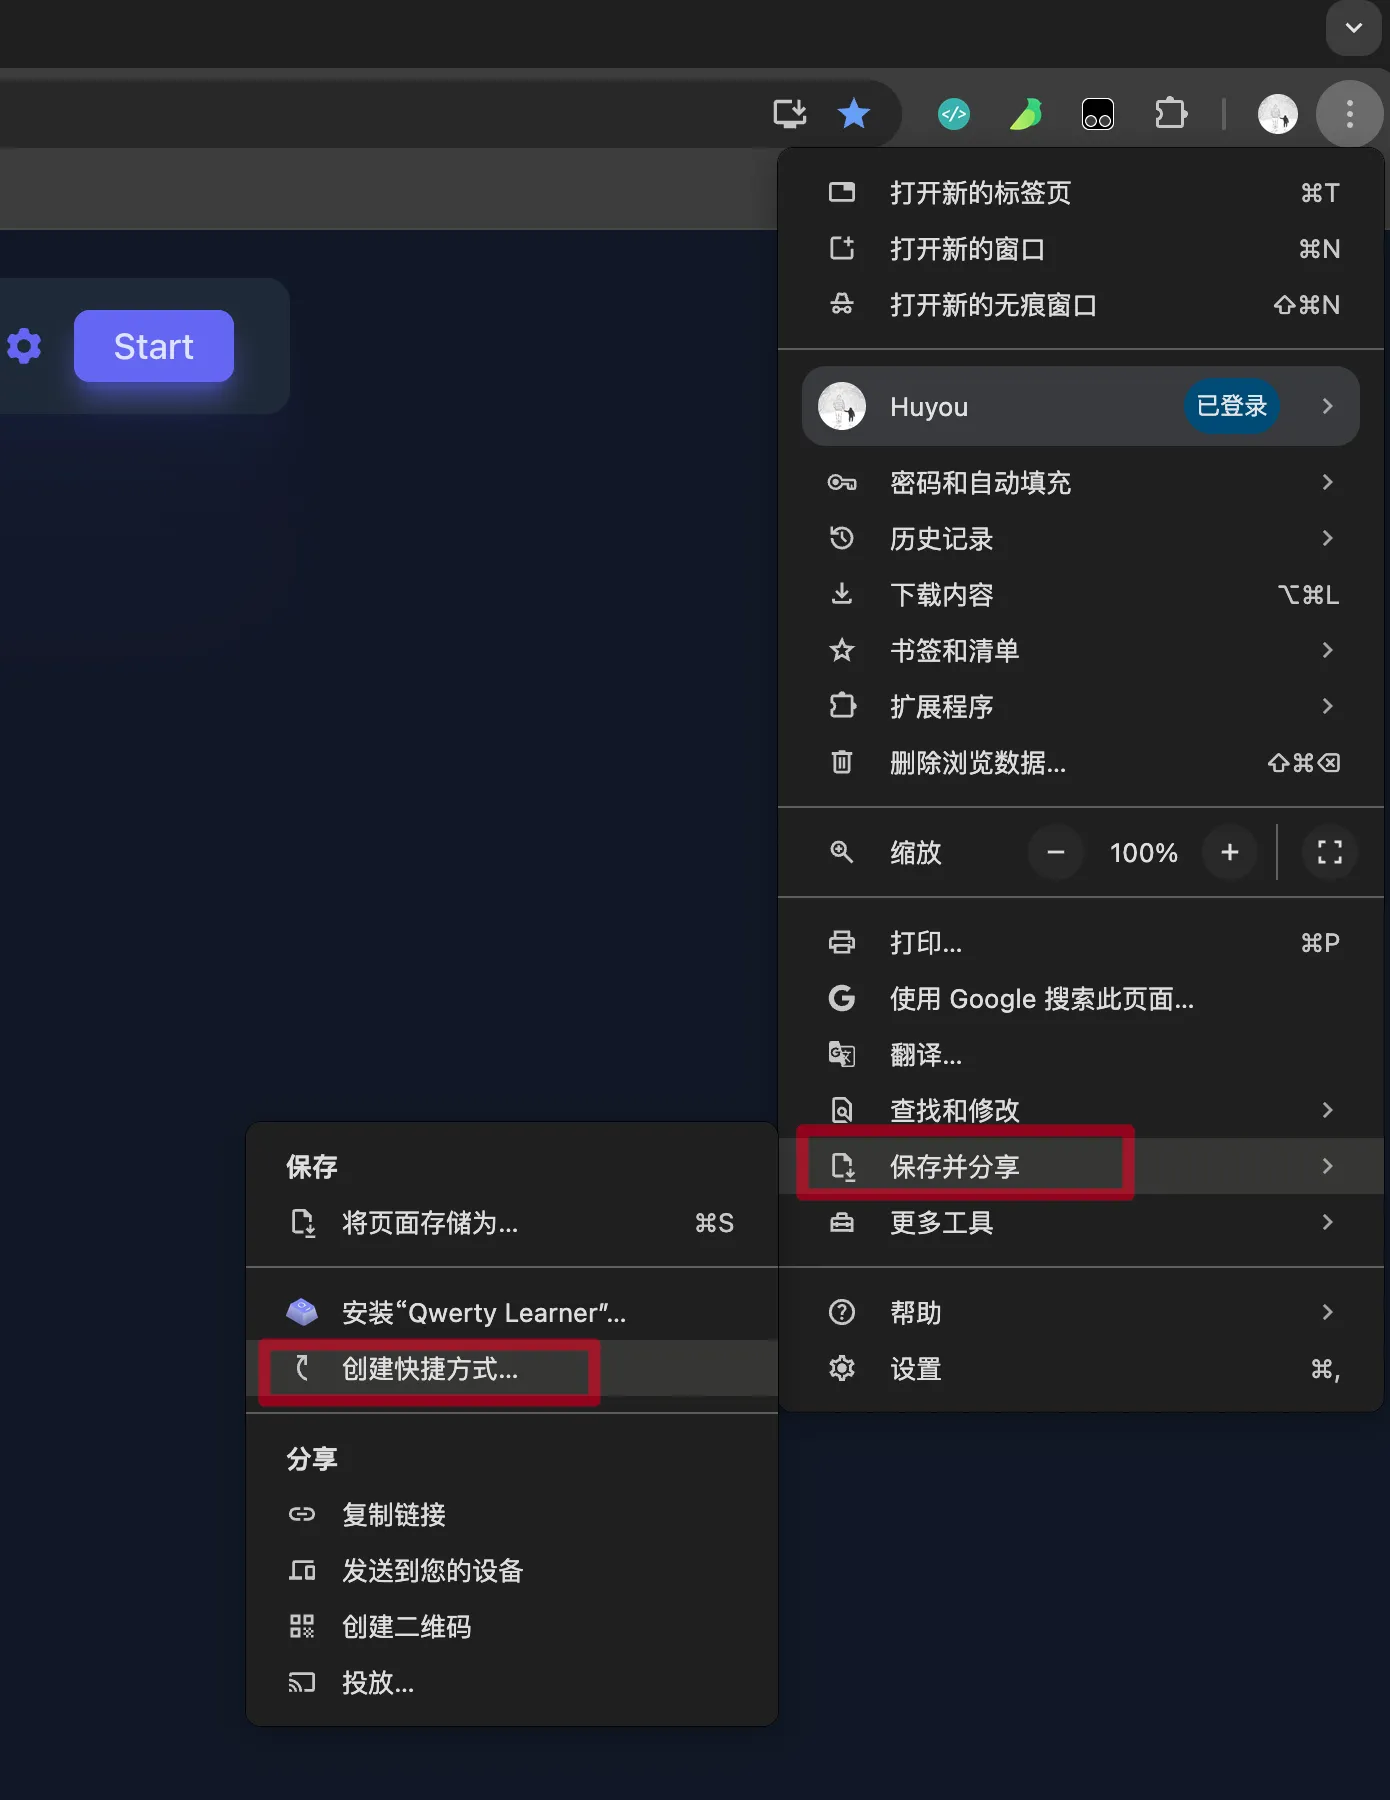 Start
打开新的标签页 ⌘T
打开新的窗口 ⌘N
打开新的无痕窗口 ⇧⌘N
Huyou 已登录
密码和自动填充
历史记录
下载内容 ⌥⌘L
书签和清单
扩展程序
删除浏览数据... ⇧⌘⌫
缩放 − 100% +
打印... ⌘P
使用 Google 搜索此页面...
翻译...
查找和修改
保存并分享
更多工具
帮助
设置 ⌘,
保存
将页面存储为... ⌘S
安装“Qwerty Learner”...
创建快捷方式...
分享
复制链接
发送到您的设备
创建二维码
投放...